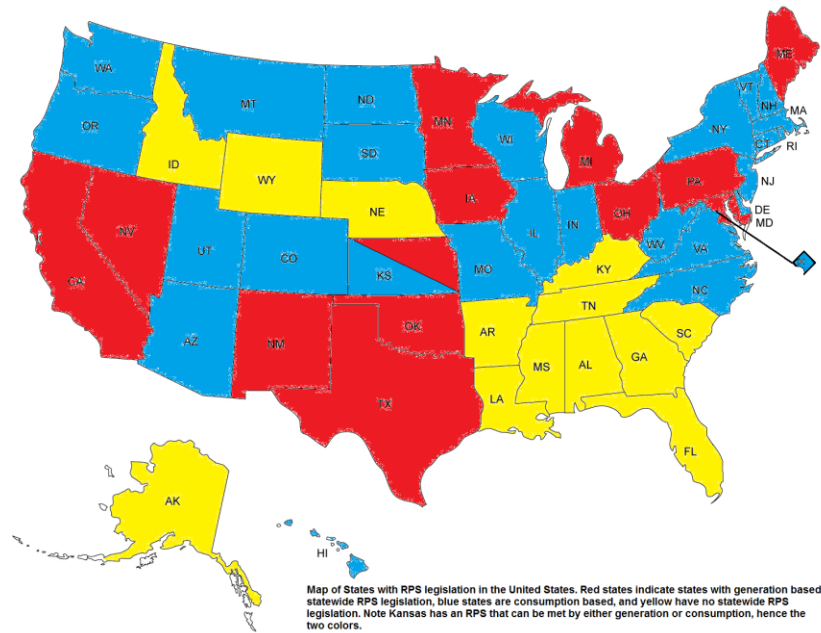 ME
WA
MT
ND
MN
VT
NH
MA
OR
ID
SD
WI
NY
CT
RI
WY
MI
IA
PA
NJ
NE
OH
DE
MD
NV
UT
CO
IL
IN
WV
VA
CA
KS
MO
KY
NC
TN
AZ
NM
OK
AR
SC
MS
AL
GA
TX
LA
FL
AK
HI
Map of States with RPS legislation in the United States. Red states indicate states with generation based
statewide RPS legislation, blue states are consumption based, and yellow have no statewide RPS
legislation. Note Kansas has an RPS that can be met by either generation or consumption, hence the
two colors.